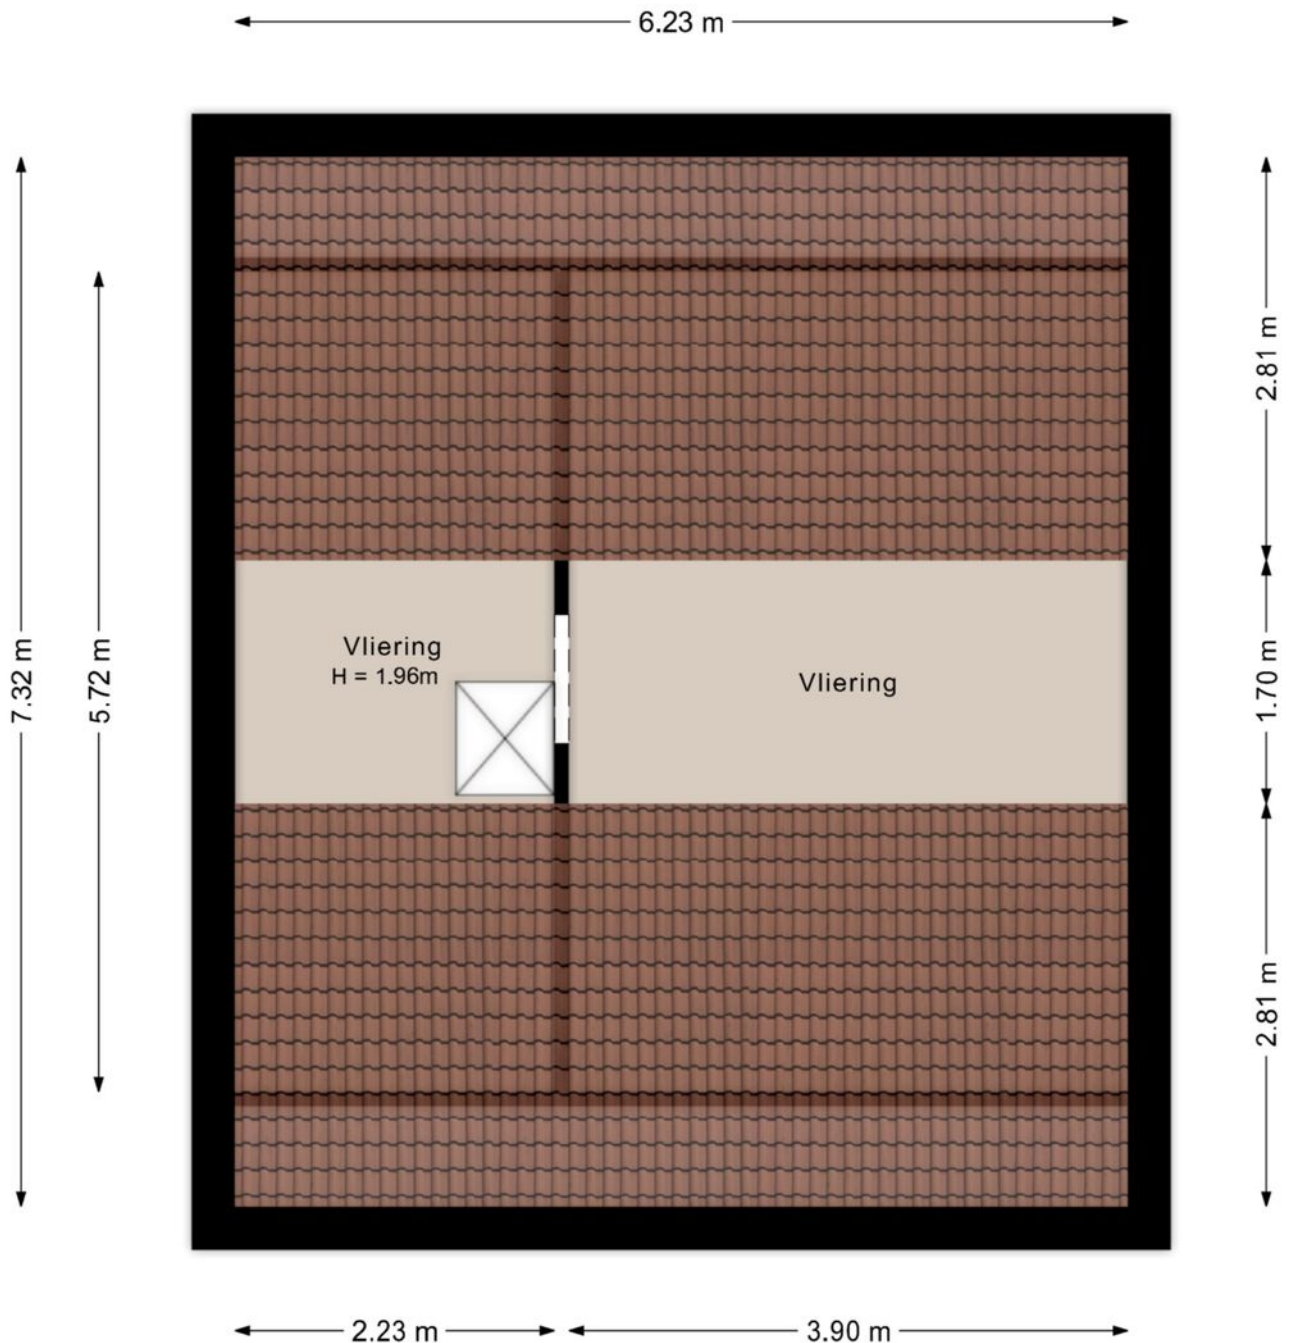 6.23 m
7.32 m
5.72 m
2.81 m
1.70 m
2.81 m
Vliering
H = 1.96m
Vliering
2.23 m
3.90 m